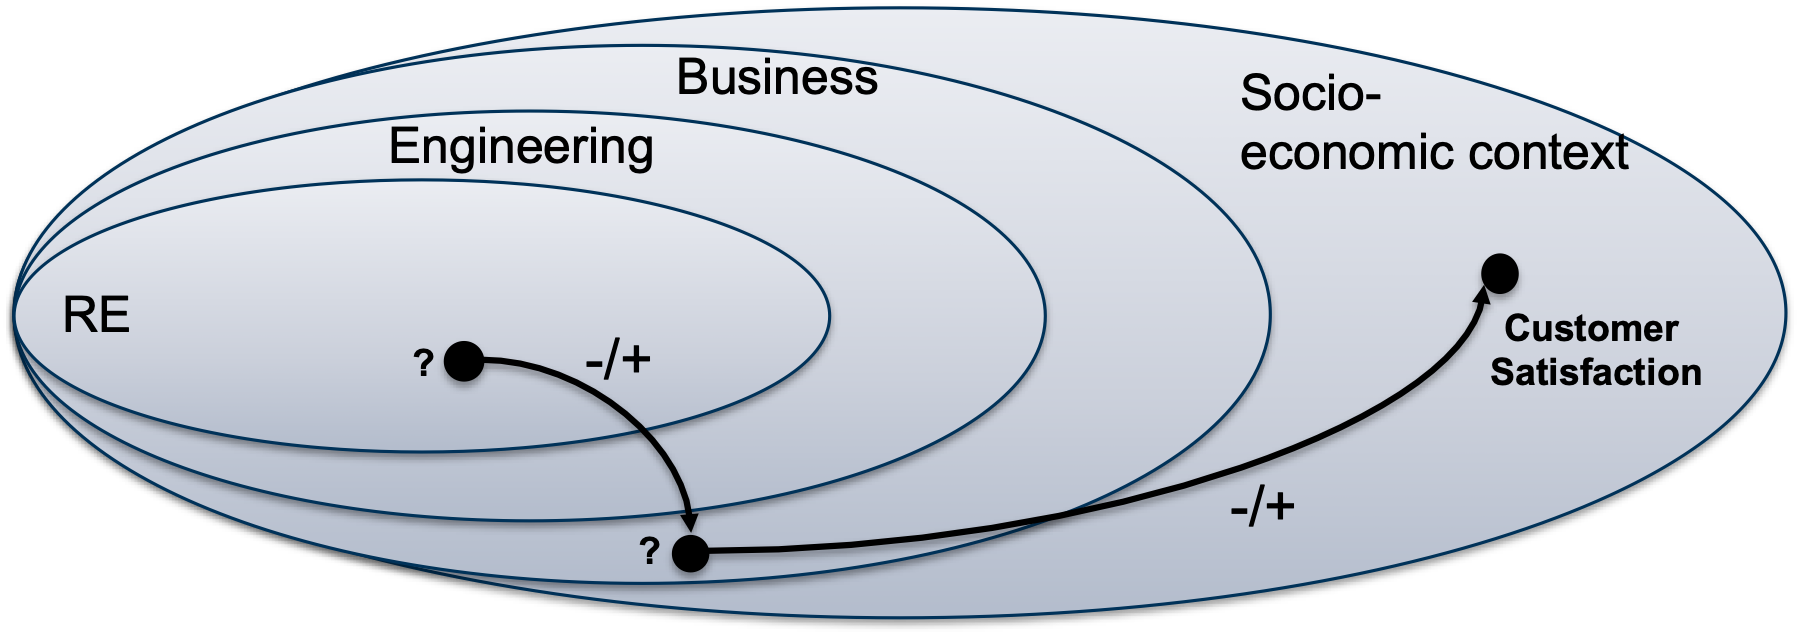 Business
Socio-
economic context
Engineering
RE
? -/+
Customer
Satisfaction
-/+
?